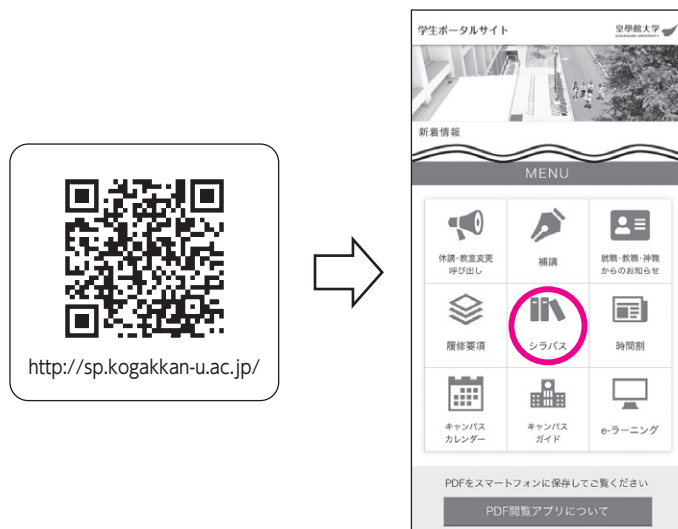 http://sp.kogakkan-u.ac.jp/
学生ポータルサイト
皇學館大学
KOGAKKAN UNIVERSITY
新着情報
MENU
休講・教室変更
呼び出し
補講
就職・教職・神職
からのお知らせ
履修要項
シラバス
時間割
キャンパス
カレンダー
キャンパス
ガイド
e-ラーニング
PDFをスマートフォンに保存してご覧ください
PDF閲覧アプリについて